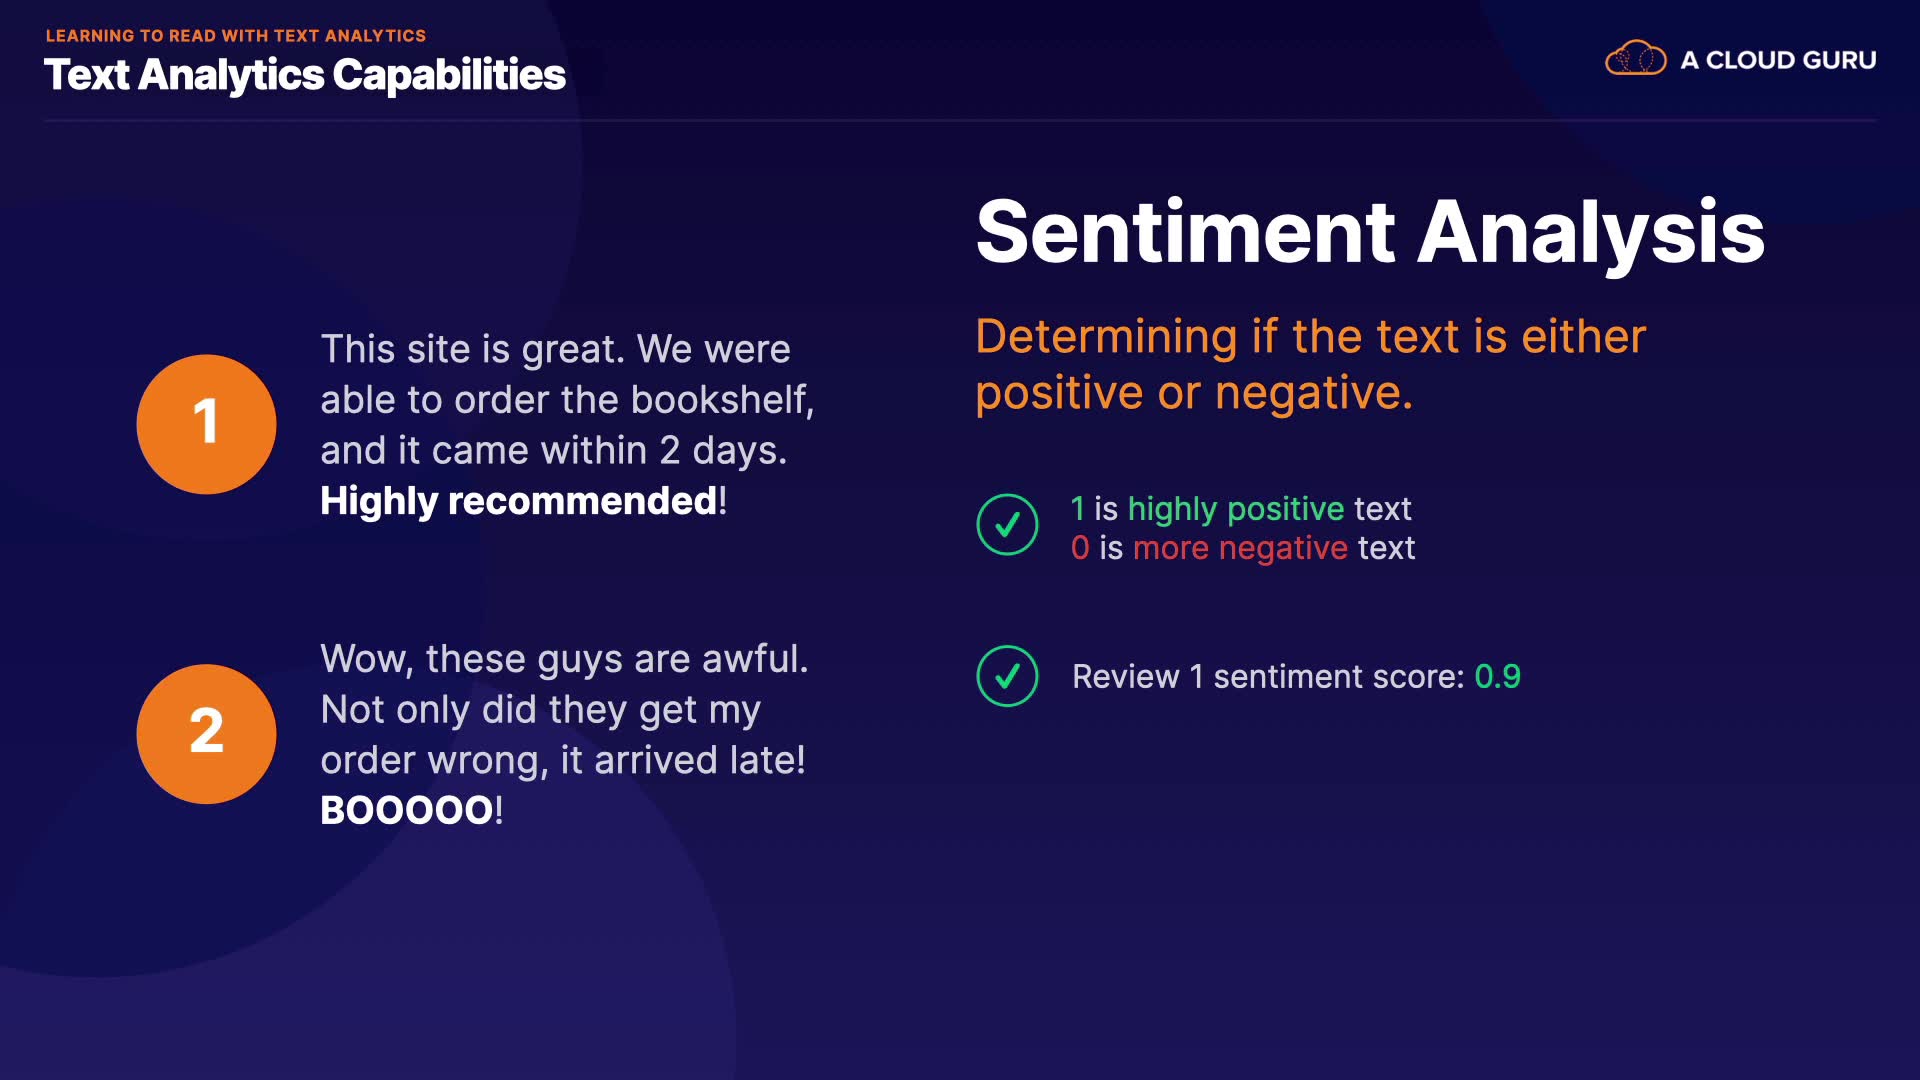 LEARNING TO READ WITH TEXT ANALYTICS
Text Analytics Capabilities
A CLOUD GURU
1
This site is great. We were
able to order the bookshelf,
and it came within 2 days.
Highly recommended!
2
Wow, these guys are awful.
Not only did they get my
order wrong, it arrived late!
BOOOOO!
Sentiment Analysis
Determining if the text is either
positive or negative.
1 is highly positive text
0 is more negative text
Review 1 sentiment score: 0.9